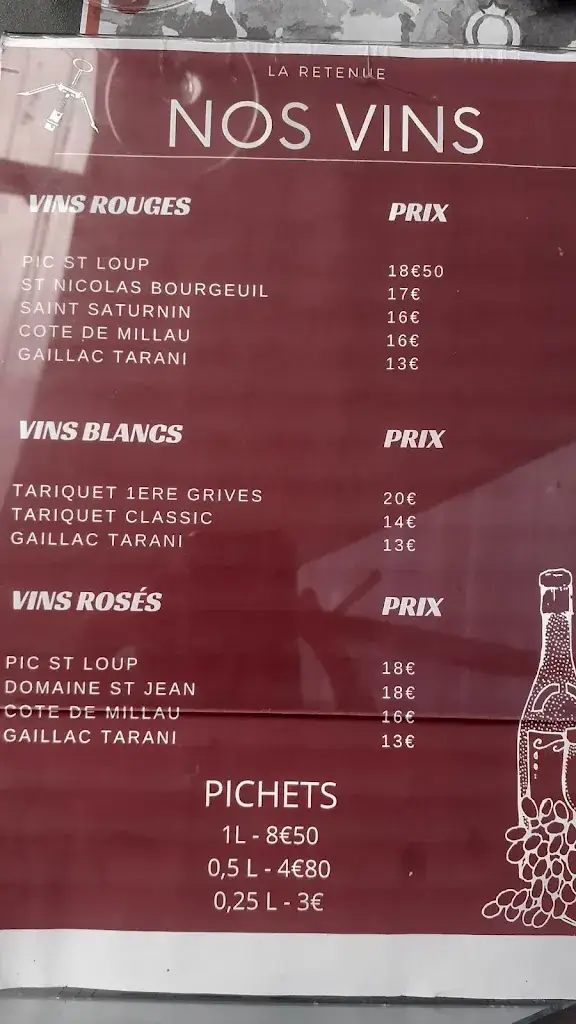 LA RETENUE
NOS VINS
VINS ROUGES PRIX
PIC ST LOUP 18€50
ST NICOLAS BOURGEUIL 17€
SAINT SATURNIN 16€
COTE DE MILLAU 16€
GAILLAC TARANI 13€
VINS BLANCS PRIX
TARIQUET 1ERE GRIVES 20€
TARIQUET CLASSIC 14€
GAILLAC TARANI 13€
VINS ROSÉS PRIX
PIC ST LOUP 18€
DOMAINE ST JEAN 18€
COTE DE MILLAU 16€
GAILLAC TARANI 13€
PICHETS
1L - 8€50
0,5 L - 4€80
0,25 L - 3€